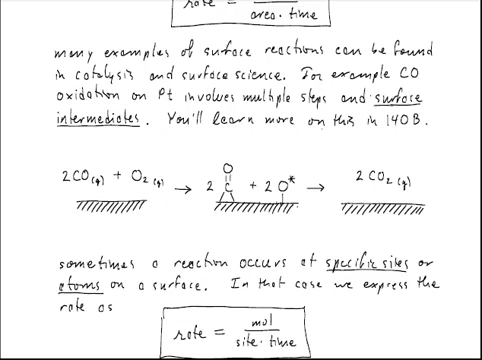 rate = 
area · time
many examples of surface reactions can be found
in catalysis and surface science. For example CO
oxidation on Pt involves multiple steps and surface
intermediates. You'll learn more on this in 140B.
2CO(g) + O2(g) → 2 C=O + 2O* → 2CO2(g)
sometimes a reaction occurs at specific sites or
atoms on a surface. In that case we express the
rate as
rate = mol / site · time